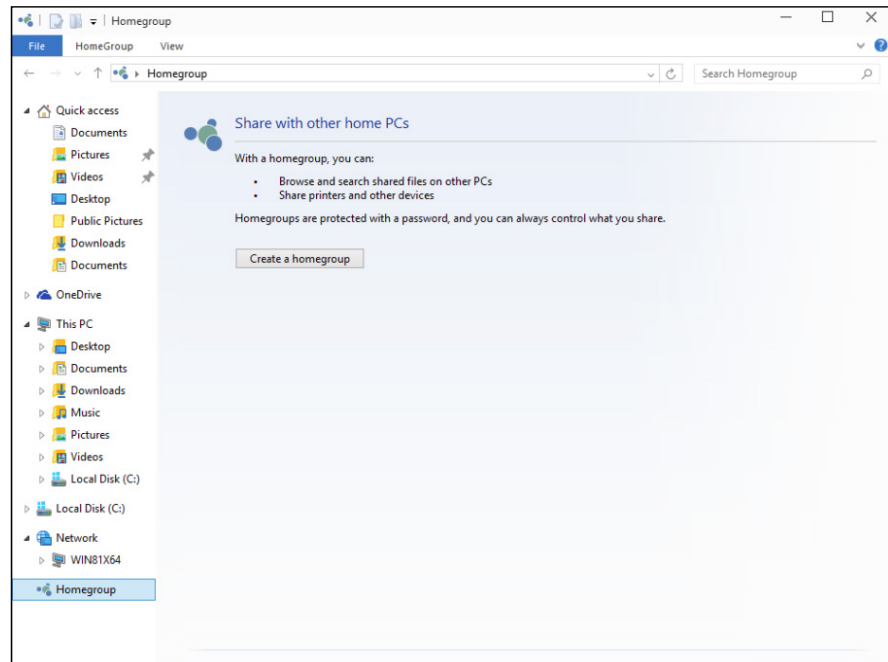 Homegroup
File HomeGroup View
Homegroup Search Homegroup
Quick access
Documents
Pictures
Videos
Desktop
Public Pictures
Downloads
Documents
OneDrive
This PC
Desktop
Documents
Downloads
Music
Pictures
Videos
Local Disk (C:)
Local Disk (C:)
Network
WIN81X64
Homegroup
Share with other home PCs
With a homegroup, you can:
• Browse and search shared files on other PCs
• Share printers and other devices
Homegroups are protected with a password, and you can always control what you share.
Create a homegroup